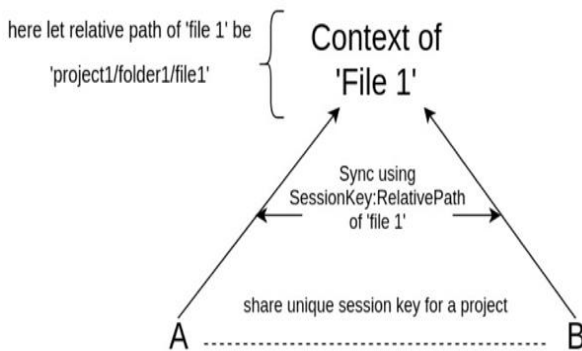 here let relative path of 'file 1' be
'project1/folder1/file1'
Context of
'File 1'
Sync using
SessionKey:RelativePath
of 'file 1'
share unique session key for a project
A
B